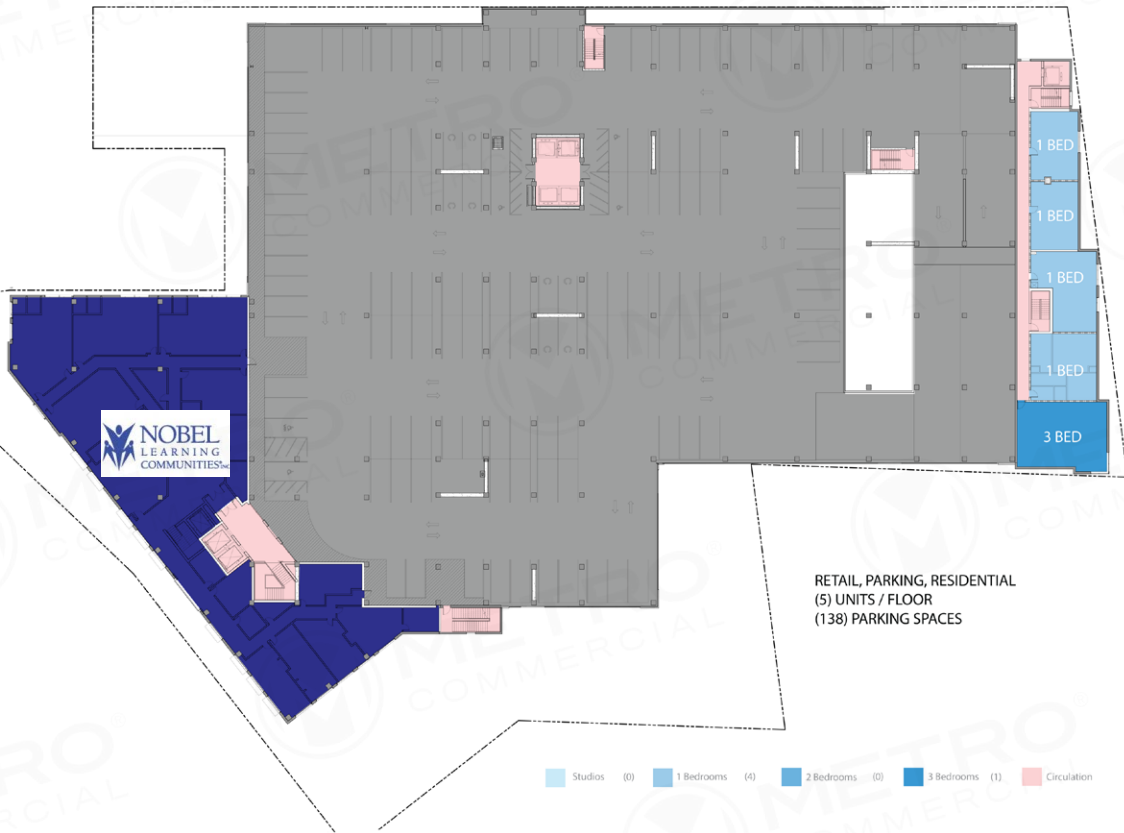 1 BED
1 BED
1 BED
1 BED
3 BED
NOBEL
LEARNING
COMMUNITIES INC
RETAIL, PARKING, RESIDENTIAL
(5) UNITS / FLOOR
(138) PARKING SPACES
Studios (0) 1 Bedrooms (4) 2 Bedrooms (0) 3 Bedrooms (1) Circulation
METRO
COMMERCIAL